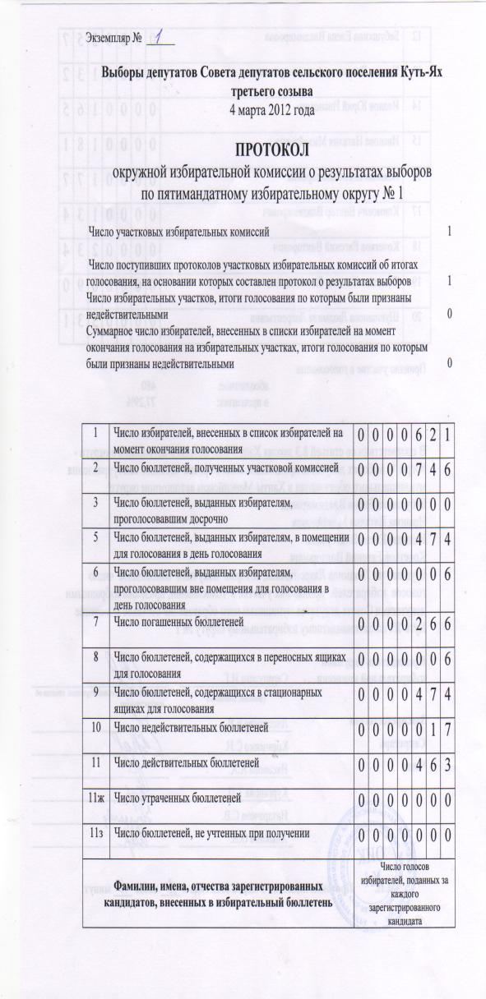 Экземпляр № 1
Выборы депутатов Совета депутатов сельского поселения Куть-Ях
третьего созыва
4 марта 2012 года
ПРОТОКОЛ
окружной избирательной комиссии о результатах выборов
по пятимандатному избирательному округу № 1
Число участковых избирательных комиссий 1
Число поступивших протоколов участковых избирательных комиссий об итогах
голосования, на основании которых составлен протокол о результатах выборов 1
Число избирательных участков, итоги голосования по которым были признаны
недействительными 0
Суммарное число избирателей, внесенных в списки избирателей на момент
окончания голосования на избирательных участках, итоги голосования по которым
были признаны недействительными 0
1 Число избирателей, внесенных в список избирателей на 0 0 0 0 6 2 1
момент окончания голосования
2 Число бюллетеней, полученных участковой комиссией 0 0 0 0 7 4 6
3 Число бюллетеней, выданных избирателям, 0 0 0 0 0 0 0
проголосовавшим досрочно
5 Число бюллетеней, выданных избирателям, в помещении 0 0 0 0 4 7 4
для голосования в день голосования
6 Число бюллетеней, выданных избирателям, 0 0 0 0 0 0 6
проголосовавшим вне помещения для голосования в
день голосования
7 Число погашенных бюллетеней 0 0 0 0 2 6 6
8 Число бюллетеней, содержащихся в переносных ящиках 0 0 0 0 0 0 6
для голосования
9 Число бюллетеней, содержащихся в стационарных 0 0 0 0 4 7 4
ящиках для голосования
10 Число недействительных бюллетеней 0 0 0 0 0 1 7
11 Число действительных бюллетеней 0 0 0 0 4 6 3
11ж Число утраченных бюллетеней 0 0 0 0 0 0 0
11з Число бюллетеней, не учтенных при получении 0 0 0 0 0 0 0
Фамилии, имена, отчества зарегистрированных
кандидатов, внесенных в избирательный бюллетень
Число голосов
избирателей, поданных за
каждого
зарегистрированного
кандидата